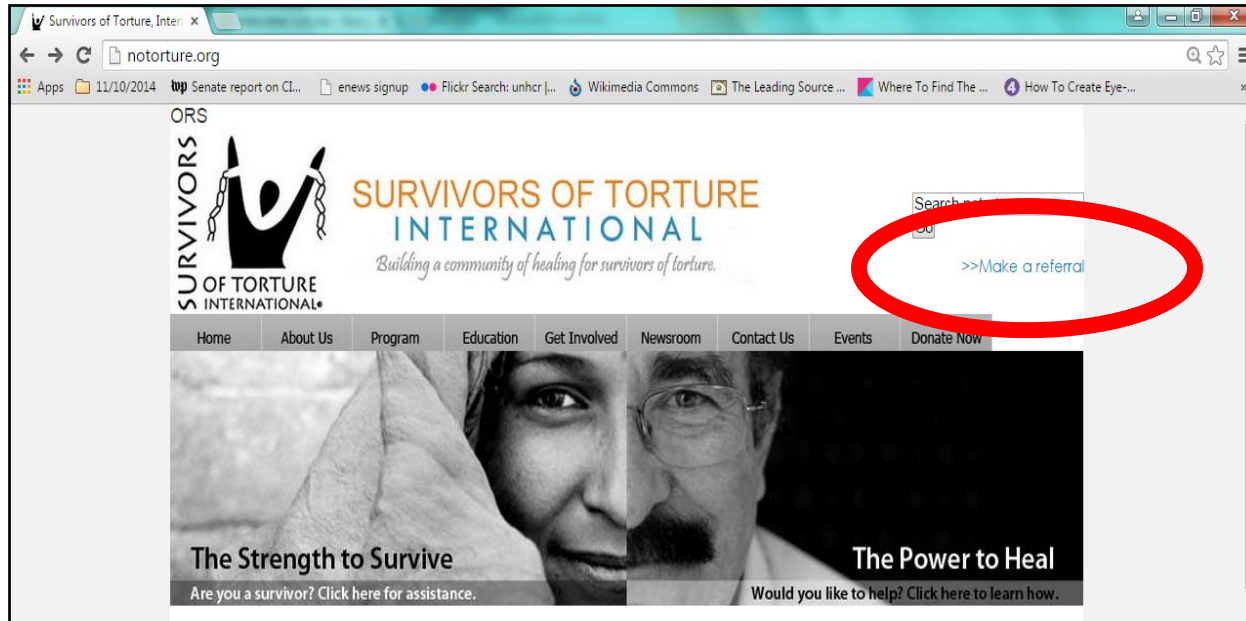 Survivors of Torture, Inter
notorture.org
Apps 11/10/2014 Senate report on CI... enews signup Flickr Search: unhcr |... Wikimedia Commons The Leading Source ... Where To Find The ... How To Create Eye-... »
ORS
SURVIVORS
OF TORTURE
INTERNATIONAL®
SURVIVORS OF TORTURE
INTERNATIONAL
Building a community of healing for survivors of torture.
Search
>>Make a referral
Home About Us Program Education Get Involved Newsroom Contact Us Events Donate Now
The Strength to Survive
Are you a survivor? Click here for assistance.
The Power to Heal
Would you like to help? Click here to learn how.